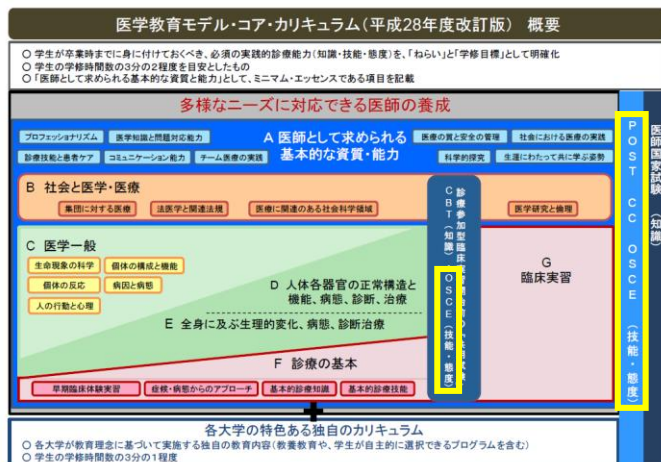 医学教育モデル・コア・カリキュラム(平成28年度改訂版) 概要
○ 学生が卒業時までに身に付けておくべき、必須の実践的診療能力(知識・技能・態度)を、「ねらい」と「学修目標」として明確化
○ 学生の学修時間数の3分の2程度を目安としたもの
○ 「医師として求められる基本的な資質と能力」として、ミニマム・エッセンスである項目を記載
多様なニーズに対応できる医師の養成
プロフェッショナリズム
医学知識と問題対応能力
診療技能と患者ケア
コミュニケーション能力
チーム医療の実践
A 医師として求められる
基本的な資質・能力
医療の質と安全の管理
社会における医療の実践
科学的探究
生涯にわたって共に学ぶ姿勢
B 社会と医学・医療
集団に対する医療
法医学と関連法規
医療に関連のある社会科学領域
医学研究と倫理
C 医学一般
生命現象の科学
個体の構成と機能
個体の反応
病因と病態
人の行動と心理
D 人体各器官の正常構造と
機能、病態、診断、治療
E 全身に及ぶ生理的変化、病態、診断治療
F 診療の基本
早期臨床体験実習
症候・病態からのアプローチ
基本的診療知識
基本的診療技能
診療参加型臨床実習
CBT(知識) OSCE(技能・態度)
G
臨床実習
POST CC OSCE (技能・態度)
医師国家試験 (知識)
+
各大学の特色ある独自のカリキュラム
○ 各大学が教育理念に基づいて実施する独自の教育内容(教養教育や、学生が自主的に選択できるプログラムを含む)
○ 学生の学修時間数の3分の1程度